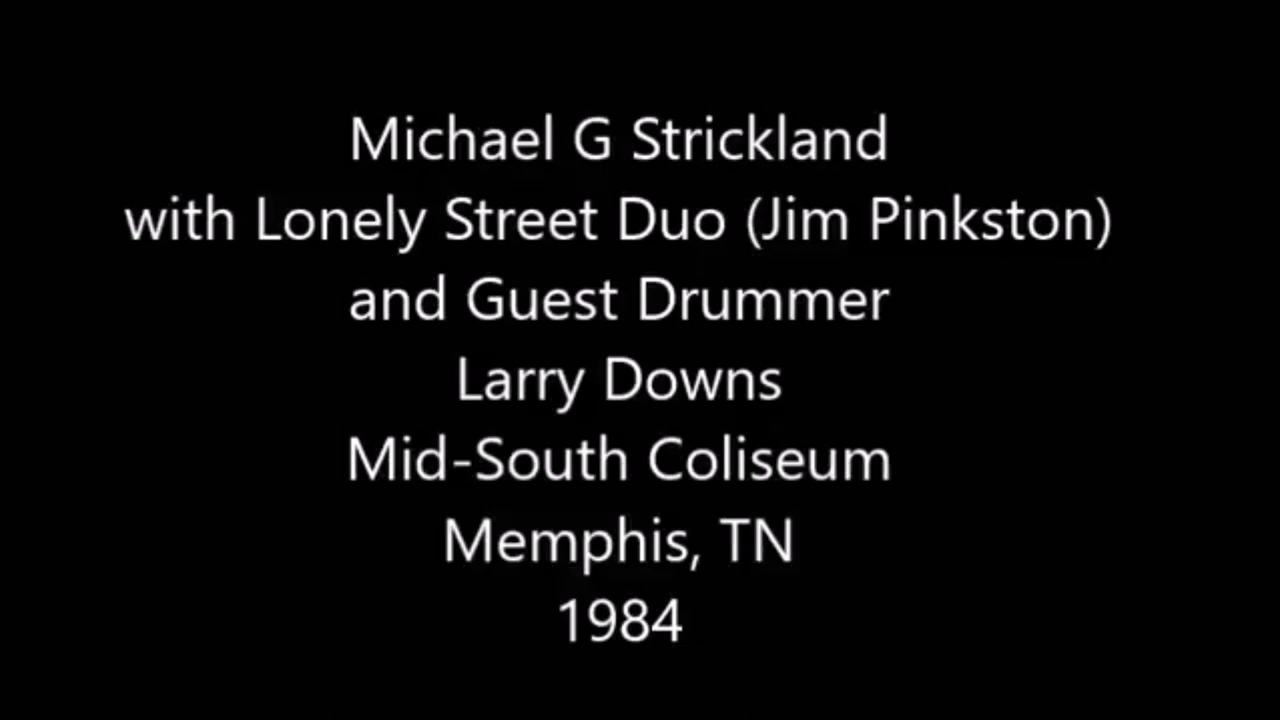 Michael G Strickland
with Lonely Street Duo (Jim Pinkston)
and Guest Drummer
Larry Downs
Mid-South Coliseum
Memphis, TN
1984